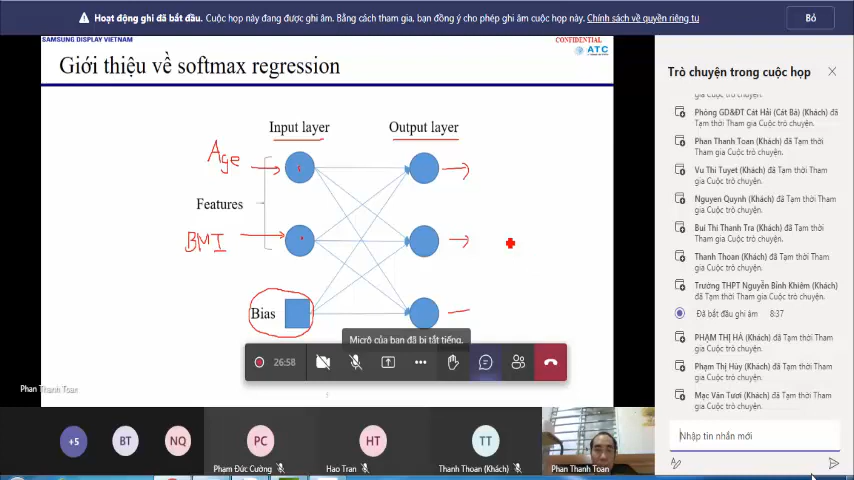 Hoạt động ghi đã bắt đầu. Cuộc họp này đang được ghi âm. Bằng cách tham gia, bạn đồng ý cho phép ghi âm cuộc họp này. Chính sách về quyền riêng tư
Bỏ
SAMSUNG DISPLAY VIETNAM
CONFIDENTIAL
ATC
Giới thiệu về softmax regression
Input layer
Output layer
Age
Features
BMI
Bias
Micrô của bạn đã bị tắt tiếng.
26:58
Phan Thanh Toan
+5
BT
NQ
PC
HT
TT
Phạm Đức Cường
Hao Tran
Thanh Thoan (Khách)
Phan Thanh Toan
Trò chuyện trong cuộc họp
gia Cuộc trò chuyện.
Phòng GD&ĐT Cát Hải (Cát Bà) (Khách) đã
Tạm thời Tham gia Cuộc trò chuyện.
Phan Thanh Toan (Khách) đã Tạm thời
Tham gia Cuộc trò chuyện.
Vu Thi Tuyet (Khách) đã Tạm thời Tham
gia Cuộc trò chuyện.
Nguyen Quynh (Khách) đã Tạm thời
Tham gia Cuộc trò chuyện.
Bui Thi Thanh Tra (Khách) đã Tạm thời
Tham gia Cuộc trò chuyện.
Thanh Thoan (Khách) đã Tạm thời Tham
gia Cuộc trò chuyện.
Trường THPT Nguyễn Bỉnh Khiêm (Khách) đã
Tạm thời Tham gia Cuộc trò chuyện.
Đã bắt đầu ghi âm 8:37
PHẠM THỊ HÀ (Khách) đã Tạm thời Tham
gia Cuộc trò chuyện.
Phạm Thị Hùy (Khách) đã Tạm thời Tham
gia Cuộc trò chuyện.
Mạc Văn Tươi (Khách) đã Tạm thời Tham
gia Cuộc trò chuyện.
Nhập tin nhắn mới